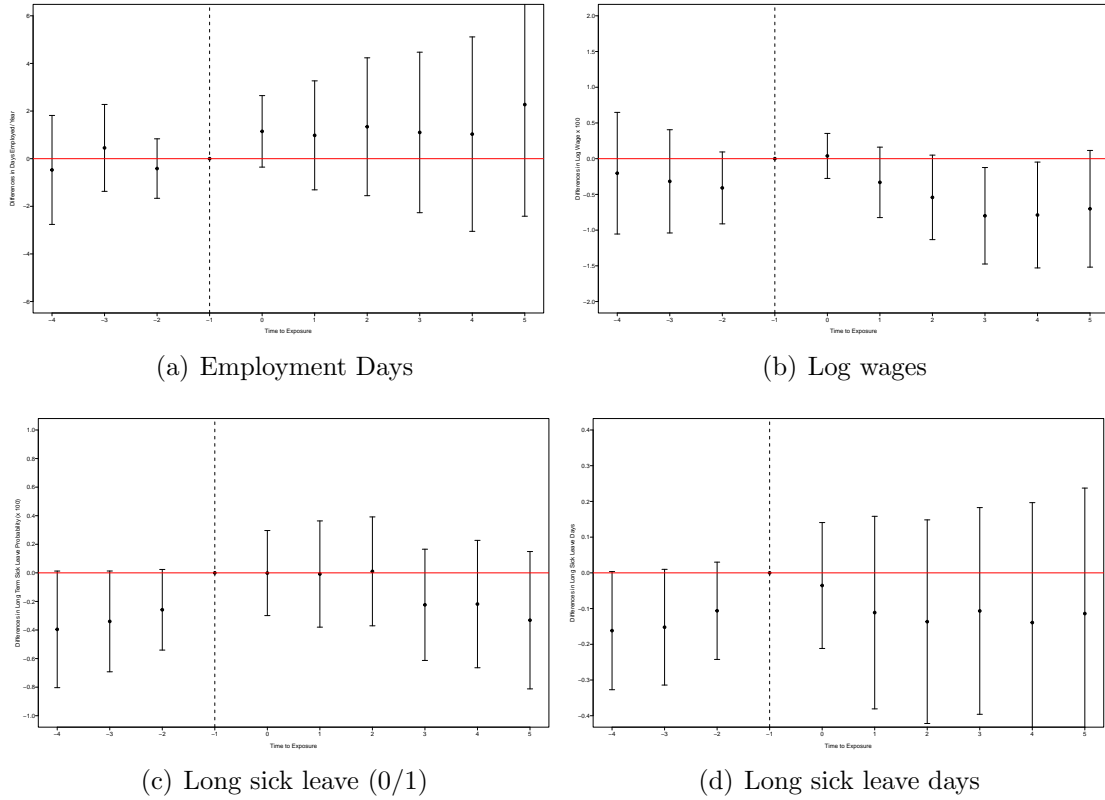 Differences in Days Employed/Year
6
4
2
0
−2
−4
−6
−4 −3 −2 −1 0 1 2 3 4 5
Time to Exposure
(a) Employment Days
Differences in Log Wage x 100
2.0
1.5
1.0
0.5
0.0
−0.5
−1.0
−1.5
−2.0
−4 −3 −2 −1 0 1 2 3 4 5
Time to Exposure
(b) Log wages
Differences in Long Term Sick Leave Probability (x 100)
1.0
0.8
0.6
0.4
0.2
0.0
−0.2
−0.4
−0.6
−0.8
−1.0
−4 −3 −2 −1 0 1 2 3 4 5
Time to Exposure
(c) Long sick leave (0/1)
Differences in Long Sick Leave Days
0.4
0.3
0.2
0.1
0.0
−0.1
−0.2
−0.3
−0.4
−4 −3 −2 −1 0 1 2 3 4 5
Time to Exposure
(d) Long sick leave days